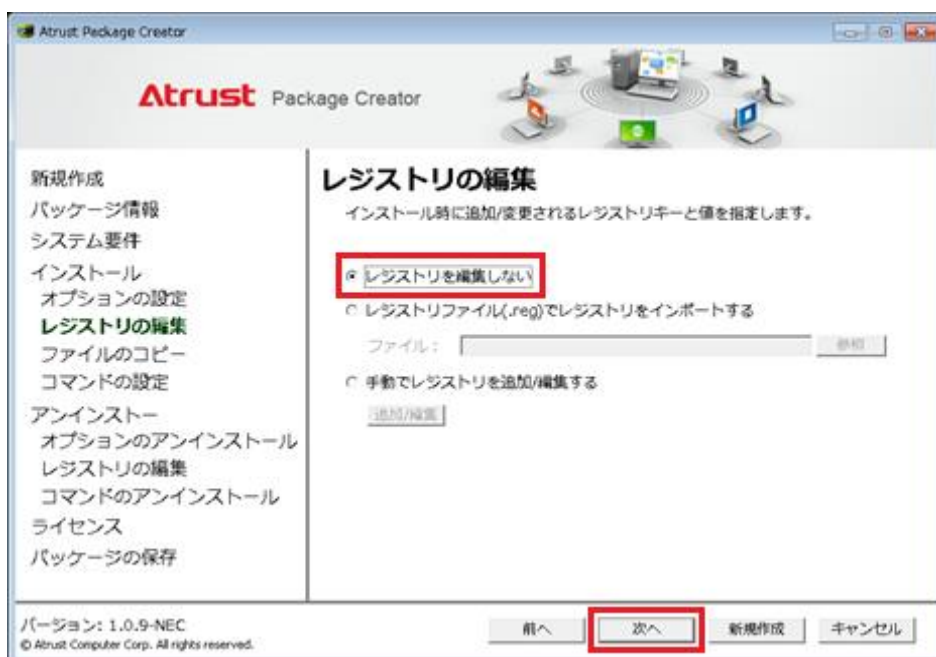 Atrust Package Creator
Atrust Package Creator
新規作成
パッケージ情報
システム要件
インストール
オプションの設定
レジストリの編集
ファイルのコピー
コマンドの設定
アンインストー
オプションのアンインストール
レジストリの編集
コマンドのアンインストール
ライセンス
パッケージの保存
レジストリの編集
インストール時に追加/変更されるレジストリキーと値を指定します。
レジストリを編集しない
レジストリファイル(.reg)でレジストリをインポートする
ファイル: 参照
手動でレジストリを追加/編集する
追加/編集
バージョン: 1.0.9-NEC
© Atrust Computer Corp. All rights reserved.
前へ 次へ 新規作成 キャンセル